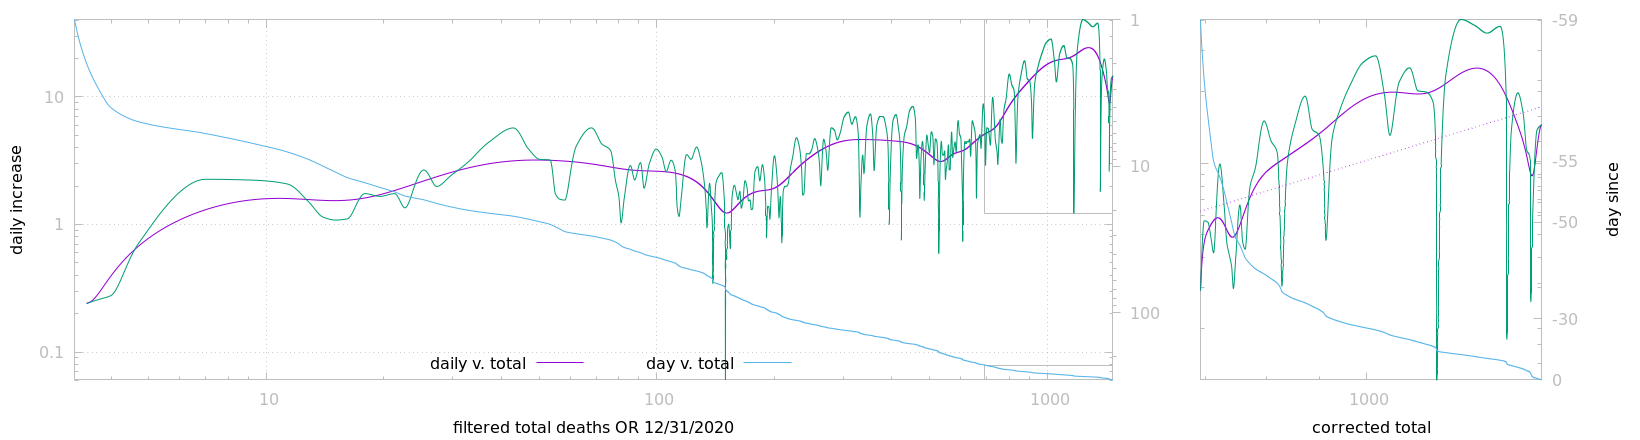 10
1
0.1
daily increase
1
10
100
daily v. total
day v. total
10
100
1000
filtered total deaths OR 12/31/2020
-59
-55
-50
-30
0
day since
1000
corrected total